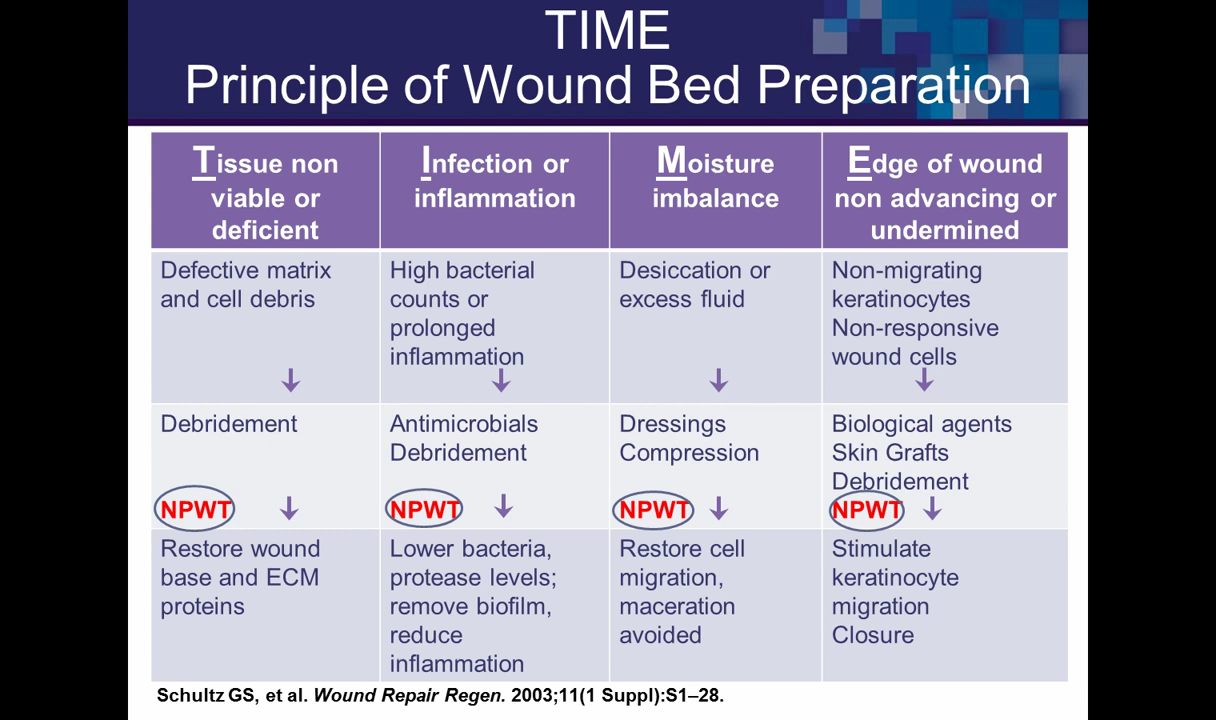 TIME
Principle of Wound Bed Preparation
Tissue non
viable or
deficient
Infection or
inflammation
Moisture
imbalance
Edge of wound
non advancing or
undermined
Defective matrix
and cell debris
High bacterial
counts or
prolonged
inflammation
Desiccation or
excess fluid
Non-migrating
keratinocytes
Non-responsive
wound cells
Debridement
NPWT
Antimicrobials
Debridement
NPWT
Dressings
Compression
NPWT
Biological agents
Skin Grafts
Debridement
NPWT
Restore wound
base and ECM
proteins
Lower bacteria,
protease levels;
remove biofilm,
reduce
inflammation
Restore cell
migration,
maceration
avoided
Stimulate
keratinocyte
migration
Closure
Schultz GS, et al. Wound Repair Regen. 2003;11(1 Suppl):S1–28.